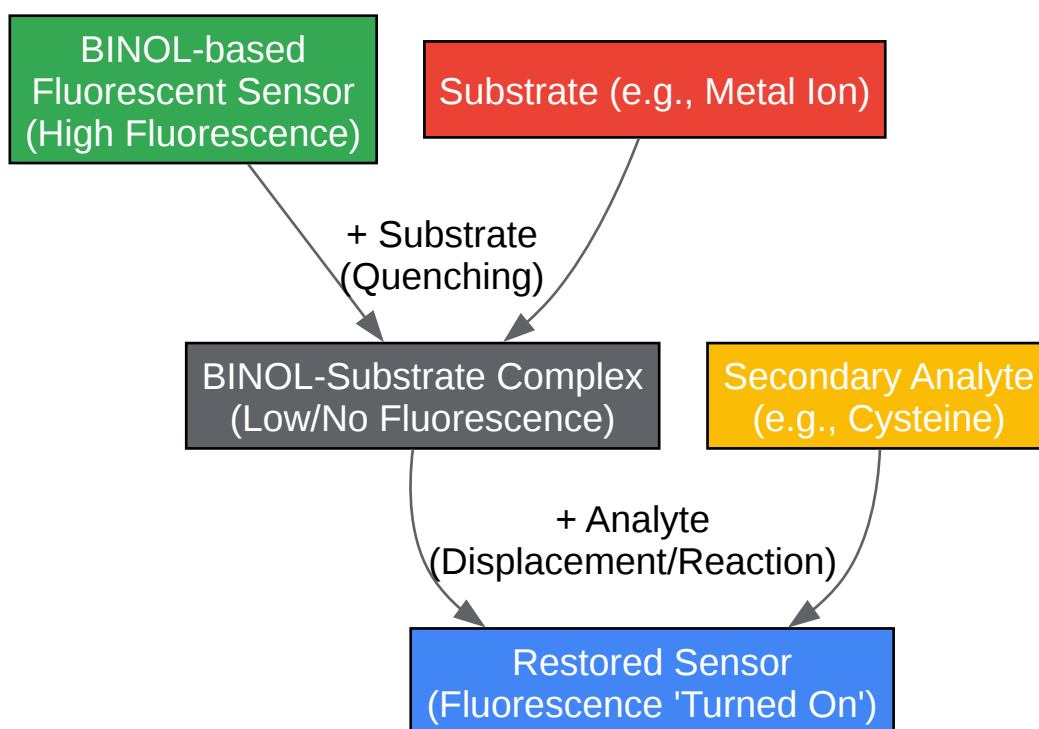 BINOL-based
Fluorescent Sensor
(High Fluorescence)
Substrate (e.g., Metal Ion)
+ Substrate
(Quenching)
BINOL-Substrate Complex
(Low/No Fluorescence)
Secondary Analyte
(e.g., Cysteine)
+ Analyte
(Displacement/Reaction)
Restored Sensor
(Fluorescence 'Turned On')